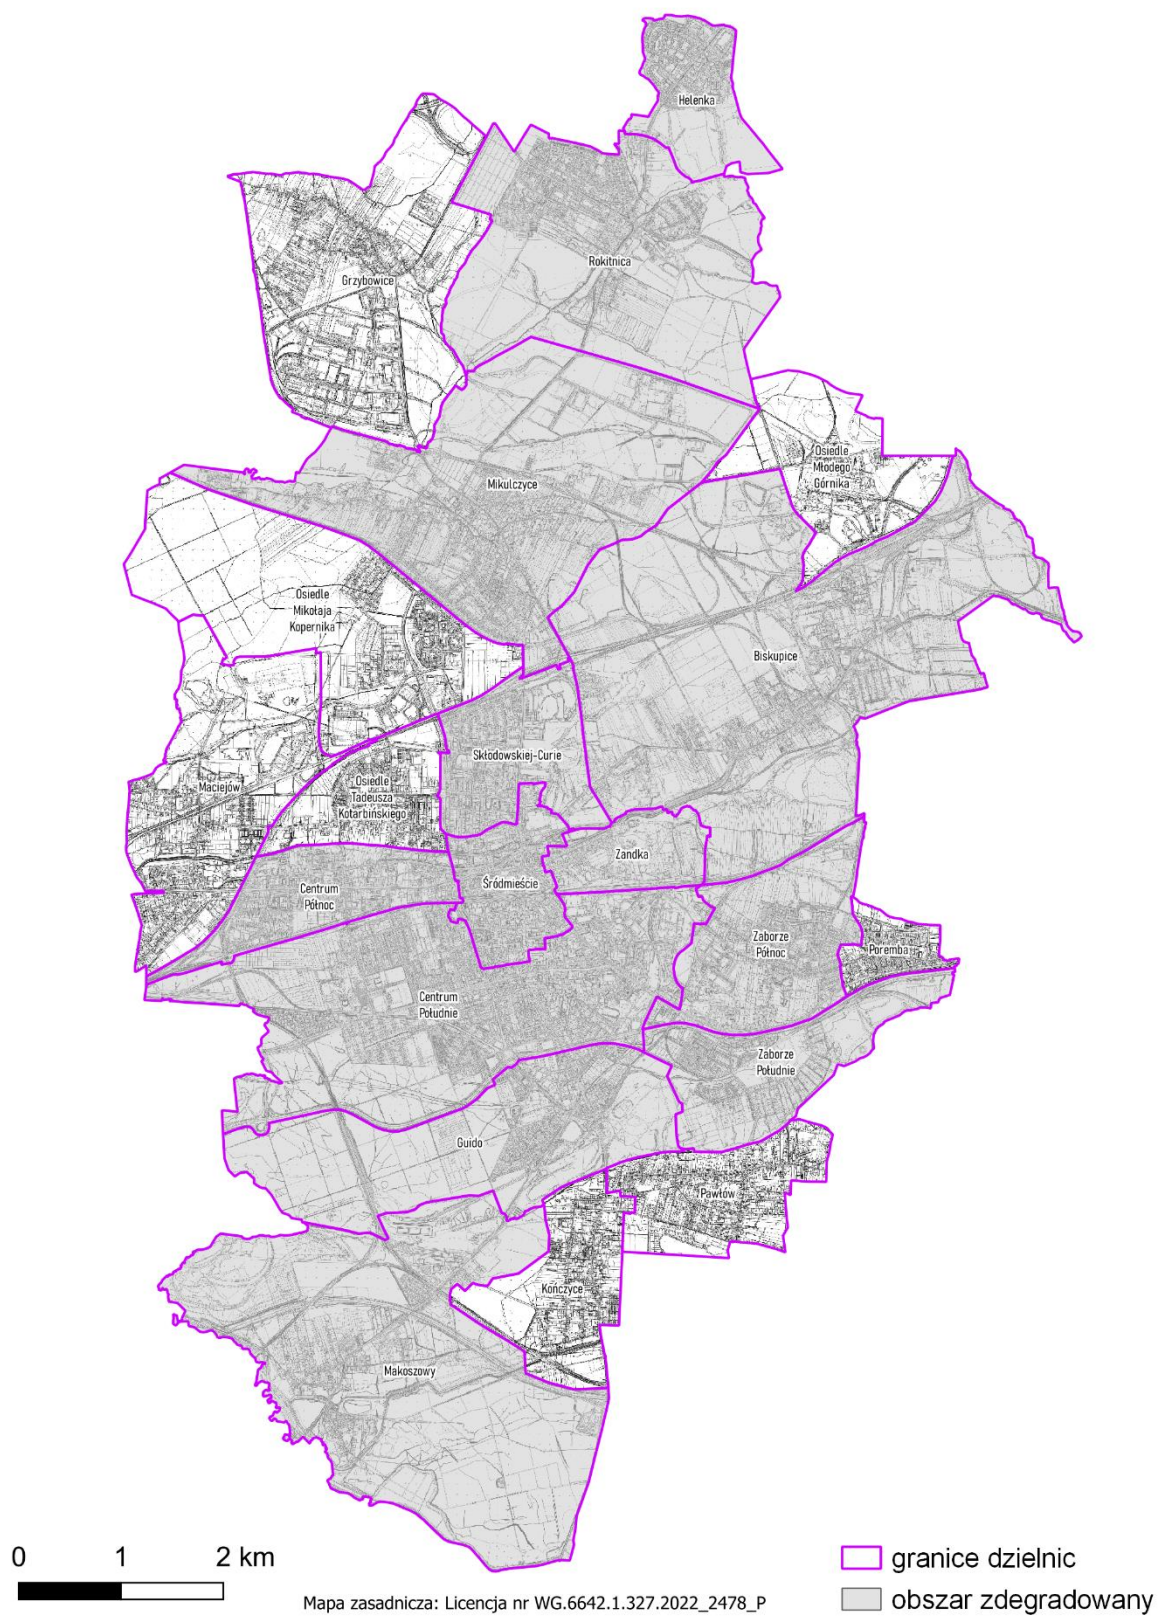 Helenka
Rokitnica
Grzybowice
Osiedle
Młodego
Górnika
Mikulczyce
Osiedle
Mikołaja
Kopernika
Biskupice
Skłodowskiej-Curie
Maciejów
Osiedle
Tadeusza
Kotarbińskiego
Zandka
Śródmieście
Centrum
Północ
Zaborze
Północ
Poremba
Centrum
Południe
Zaborze
Południe
Guido
Pawłów
Kończyce
Makoszowy
0 1 2 km
Mapa zasadnicza: Licencja nr WG.6642.1.327.2022_2478_P
granice dzielnic
obszar zdegradowany